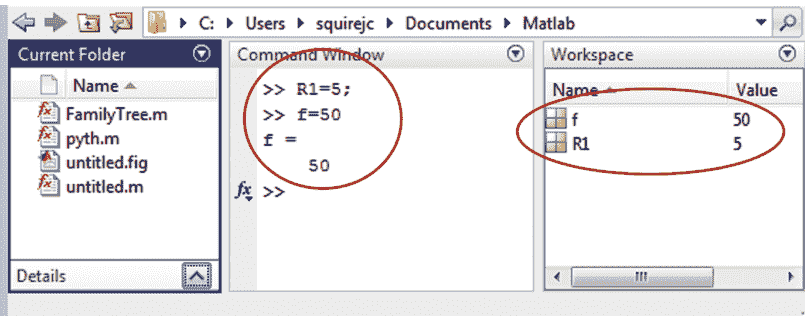 C: Users squirejc Documents Matlab
Current Folder
Name
FamilyTree.m
pyth.m
untitled.fig
untitled.m
Details
Command Window
>> R1=5;
>> f=50
f =
50
fx >>
Workspace
Name Value
f 50
R1 5